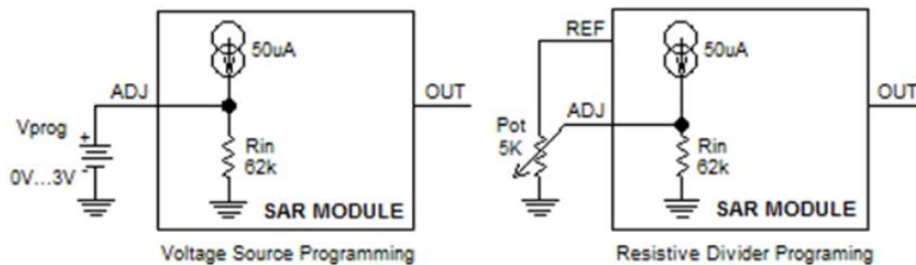 50uA
ADJ
OUT
Vprog
+
-
0V...3V
Rin
62k
SAR MODULE
Voltage Source Programming
REF
50uA
ADJ
OUT
Pot
5K
Rin
62k
SAR MODULE
Resistive Divider Programing